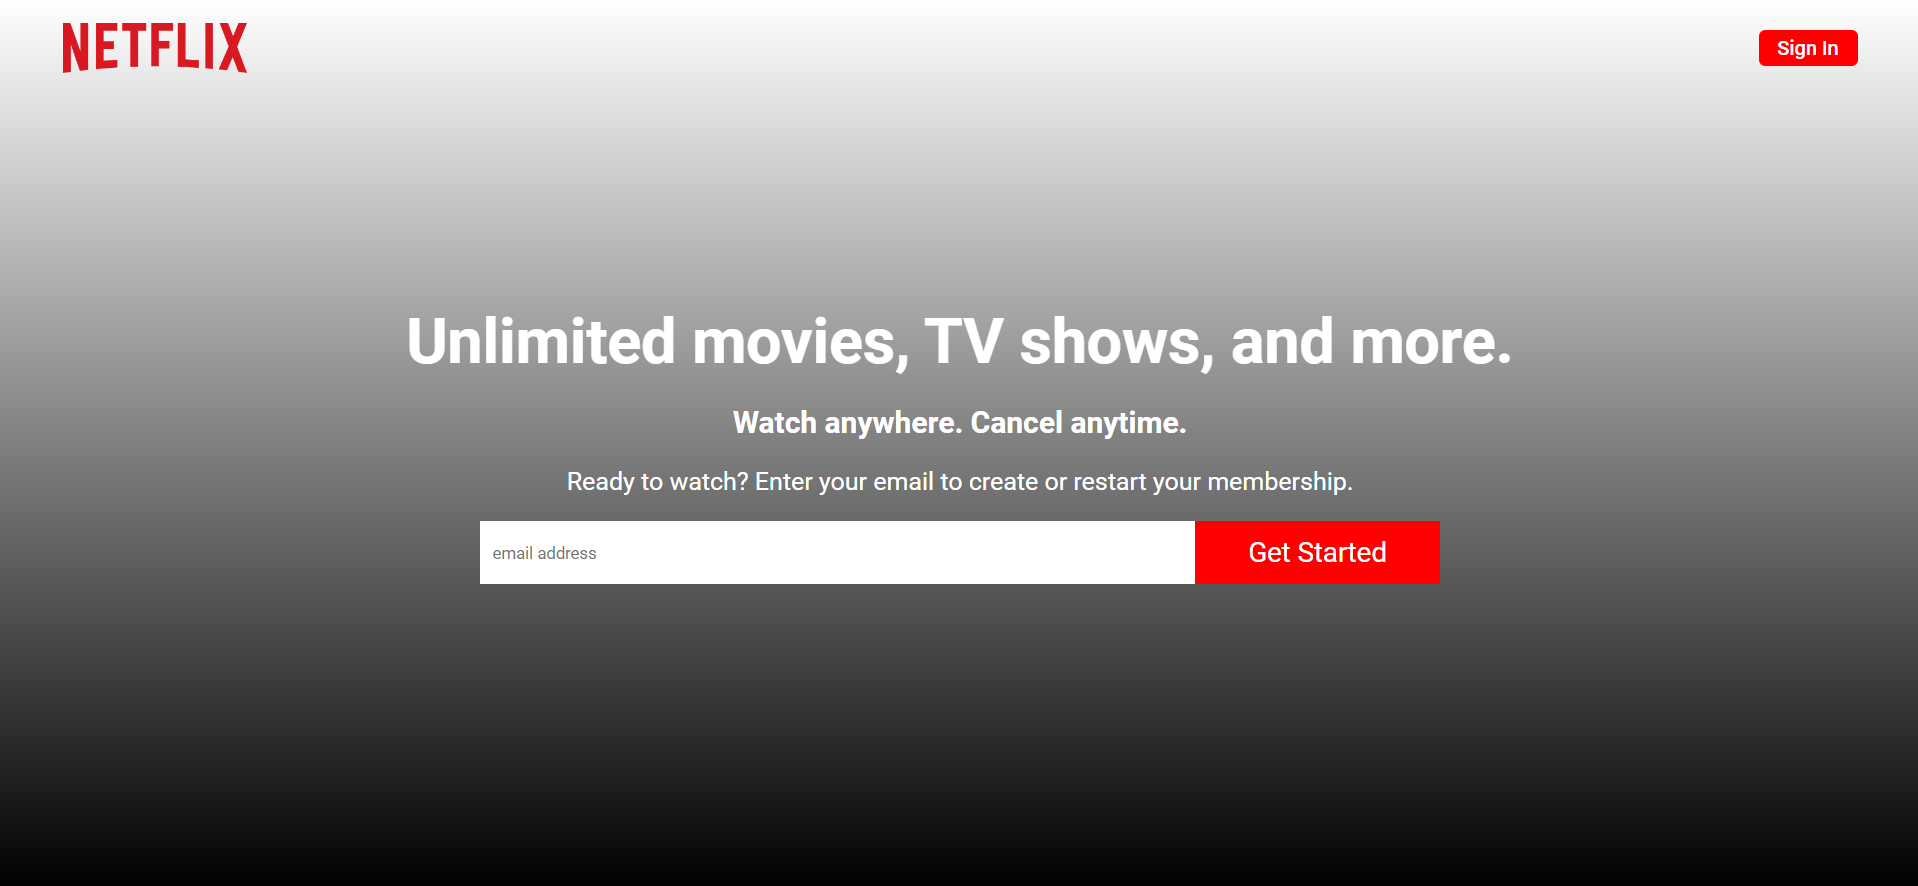 NETFLIX
Sign In
Unlimited movies, TV shows, and more.
Watch anywhere. Cancel anytime.
Ready to watch? Enter your email to create or restart your membership.
email address
Get Started